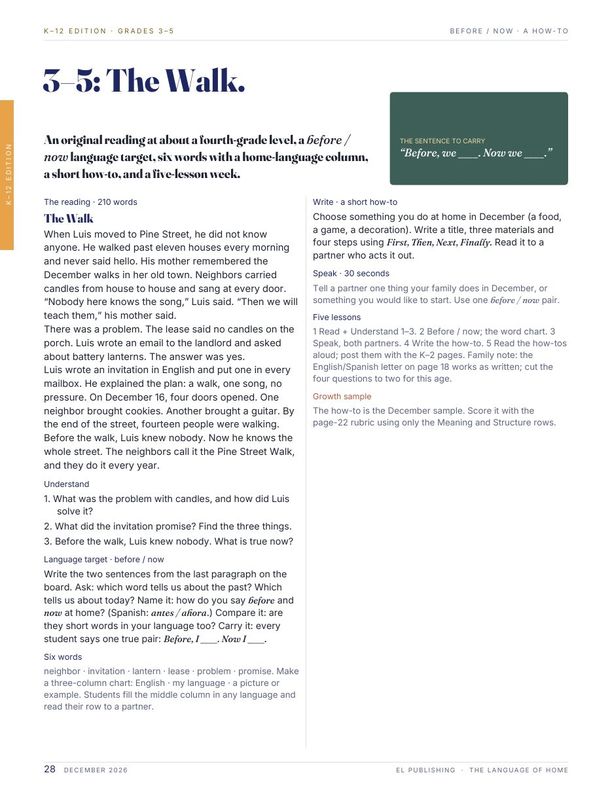 K–12 EDITION · GRADES 3–5
BEFORE / NOW · A HOW-TO
3–5: The Walk.
K–12 EDITION
An original reading at about a fourth-grade level, a before /
now language target, six words with a home-language column,
a short how-to, and a five-lesson week.
THE SENTENCE TO CARRY
“Before, we ___. Now we ___.”
The reading · 210 words
The Walk
When Luis moved to Pine Street, he did not know
anyone. He walked past eleven houses every morning
and never said hello. His mother remembered the
December walks in her old town. Neighbors carried
candles from house to house and sang at every door.
“Nobody here knows the song,” Luis said. “Then we will
teach them,” his mother said.
There was a problem. The lease said no candles on the
porch. Luis wrote an email to the landlord and asked
about battery lanterns. The answer was yes.
Luis wrote an invitation in English and put one in every
mailbox. He explained the plan: a walk, one song, no
pressure. On December 16, four doors opened. One
neighbor brought cookies. Another brought a guitar. By
the end of the street, fourteen people were walking.
Before the walk, Luis knew nobody. Now he knows the
whole street. The neighbors call it the Pine Street Walk,
and they do it every year.
Understand
1. What was the problem with candles, and how did Luis
solve it?
2. What did the invitation promise? Find the three things.
3. Before the walk, Luis knew nobody. What is true now?
Language target · before / now
Write the two sentences from the last paragraph on the
board. Ask: which word tells us about the past? Which
tells us about today? Name it: how do you say before and
now at home? (Spanish: antes / ahora.) Compare it: are
they short words in your language too? Carry it: every
student says one true pair: Before, I ___. Now I ___.
Six words
neighbor · invitation · lantern · lease · problem · promise. Make
a three-column chart: English · my language · a picture or
example. Students fill the middle column in any language and
read their row to a partner.
Write · a short how-to
Choose something you do at home in December (a food,
a game, a decoration). Write a title, three materials and
four steps using First, Then, Next, Finally. Read it to a
partner who acts it out.
Speak · 30 seconds
Tell a partner one thing your family does in December, or
something you would like to start. Use one before / now pair.
Five lessons
1 Read + Understand 1–3. 2 Before / now; the word chart. 3
Speak, both partners. 4 Write the how-to. 5 Read the how-tos
aloud; post them with the K–2 pages. Family note: the
English/Spanish letter on page 18 works as written; cut the
four questions to two for this age.
Growth sample
The how-to is the December sample. Score it with the
page-22 rubric using only the Meaning and Structure rows.
28 DECEMBER 2026
EL PUBLISHING · THE LANGUAGE OF HOME